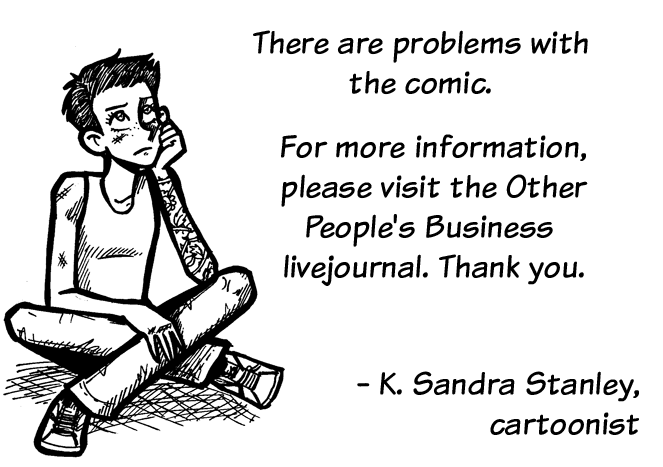 There are problems with
the comic.
For more information,
please visit the Other
People's Business
livejournal. Thank you.
- K. Sandra Stanley,
cartoonist